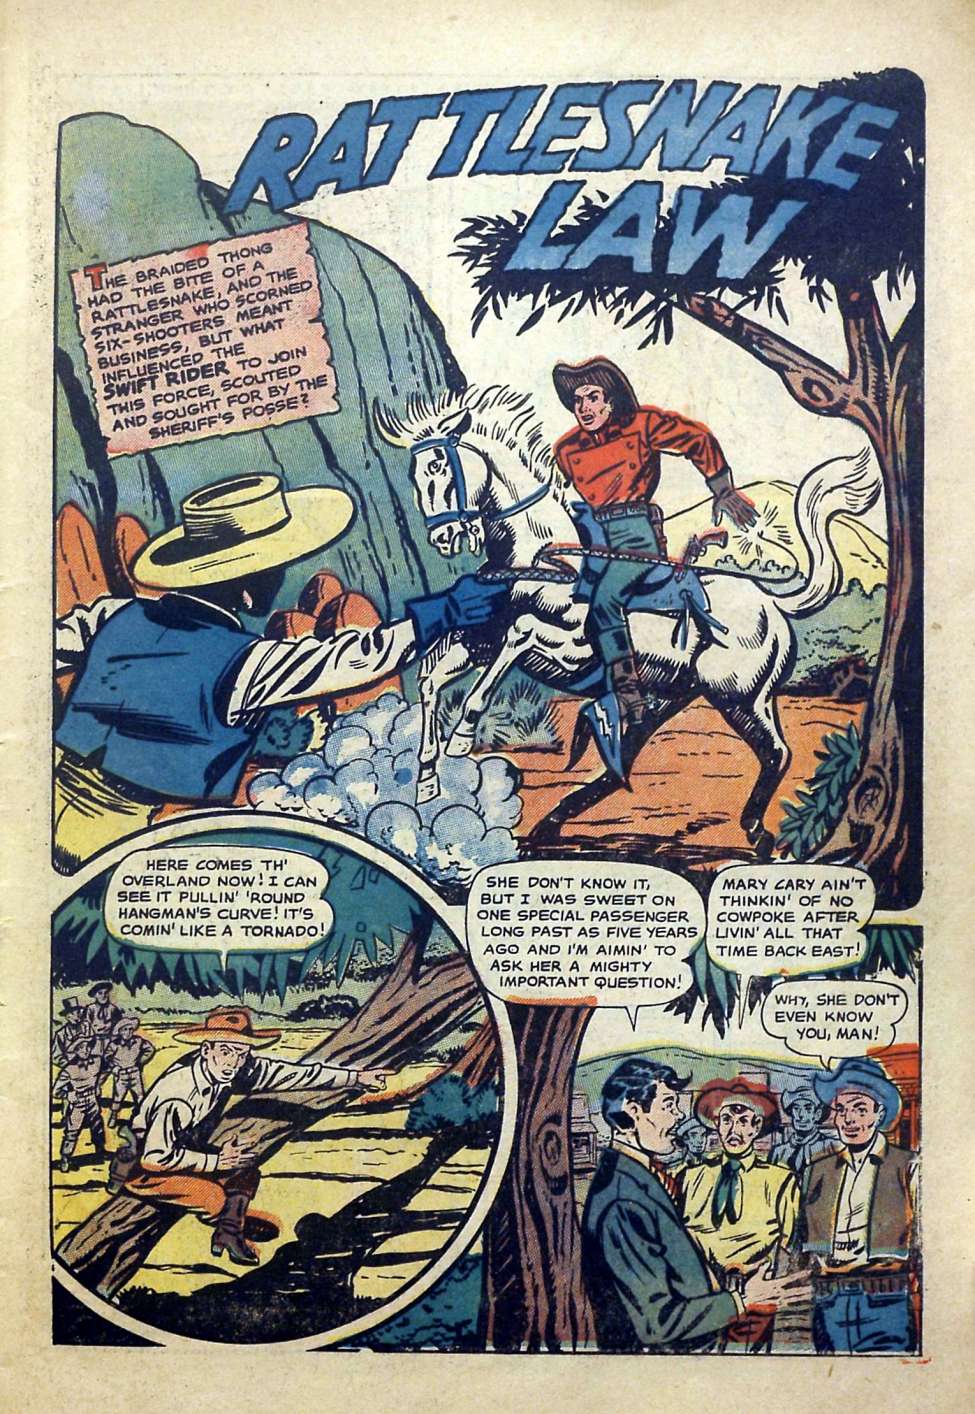 RATTLESNAKE
LAW
THE BRAIDED THONG
HAD THE BITE OF A
RATTLESNAKE, AND THE
STRANGER WHO SCORNED
SIX-SHOOTERS MEANT
BUSINESS, BUT WHAT
INFLUENCED THE
SWIFT RIDER TO JOIN
THIS FORCE, SCOUTED
AND SOUGHT FOR BY THE
SHERIFF'S POSSE?
HERE COMES TH'
OVERLAND NOW! I CAN
SEE IT PULLIN' 'ROUND
HANGMAN'S CURVE! IT'S
COMIN' LIKE A TORNADO!
SHE DON'T KNOW IT,
BUT I WAS SWEET ON
ONE SPECIAL PASSENGER
LONG PAST AS FIVE YEARS
AGO AND I'M AIMIN' TO
ASK HER A MIGHTY
IMPORTANT QUESTION!
MARY CARY AIN'T
THINKIN' OF NO
COWPOKE AFTER
LIVIN' ALL THAT
TIME BACK EAST!
WHY, SHE DON'T
EVEN KNOW
YOU, MAN!